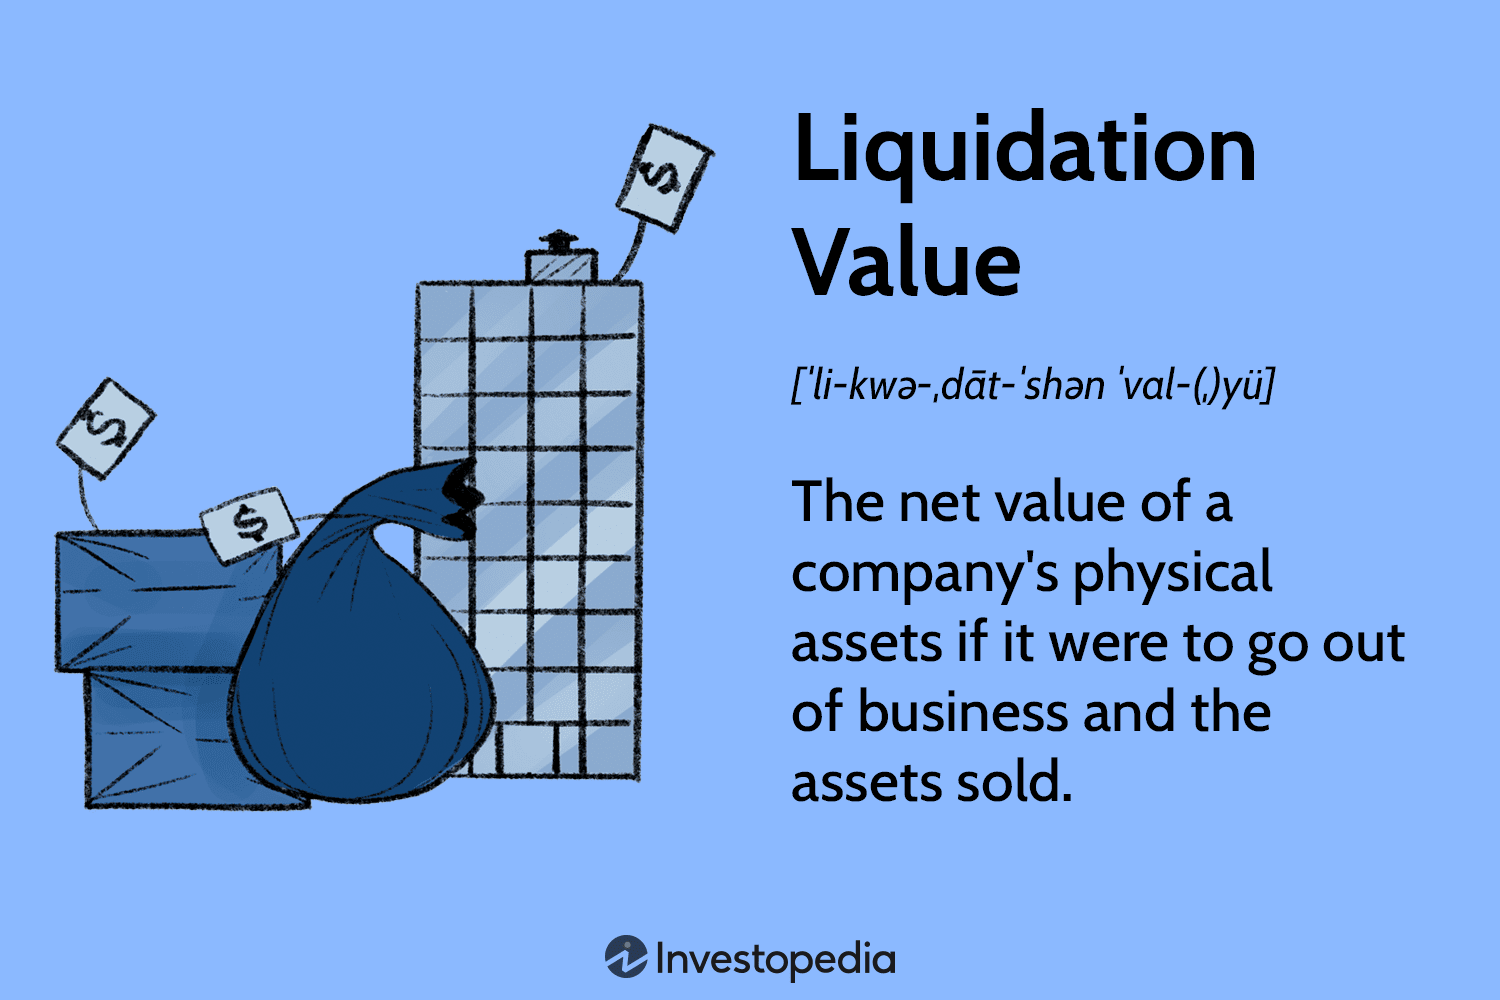 $
Liquidation
Value
[ˈli-kwə-ˌdāt-ˈshən ˈval-(ˌ)yü]
$
$
The net value of a
company's physical
assets if it were to go out
of business and the
assets sold.
Investopedia